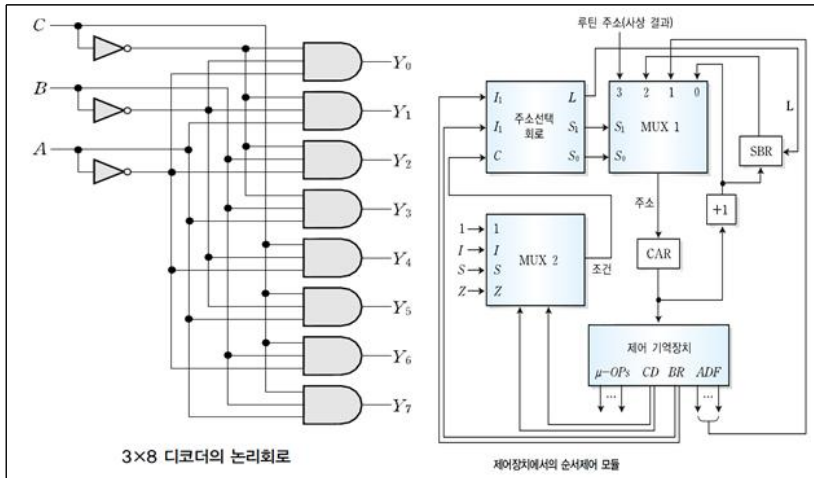 C
B
A
Y0
Y1
Y2
Y3
Y4
Y5
Y6
Y7
3×8 디코더의 논리회로
루틴 주소(사상 결과)
3 2 1 0
I1 L
I1 주소선택 회로 S1
C S0
S1 MUX 1
S0
SBR
L
+1
주소
CAR
1 1
I I
S S
Z Z
MUX 2
조건
제어 기억장치
μ-OPs CD BR ADF
... ...
제어장치에서의 순서제어 모듈